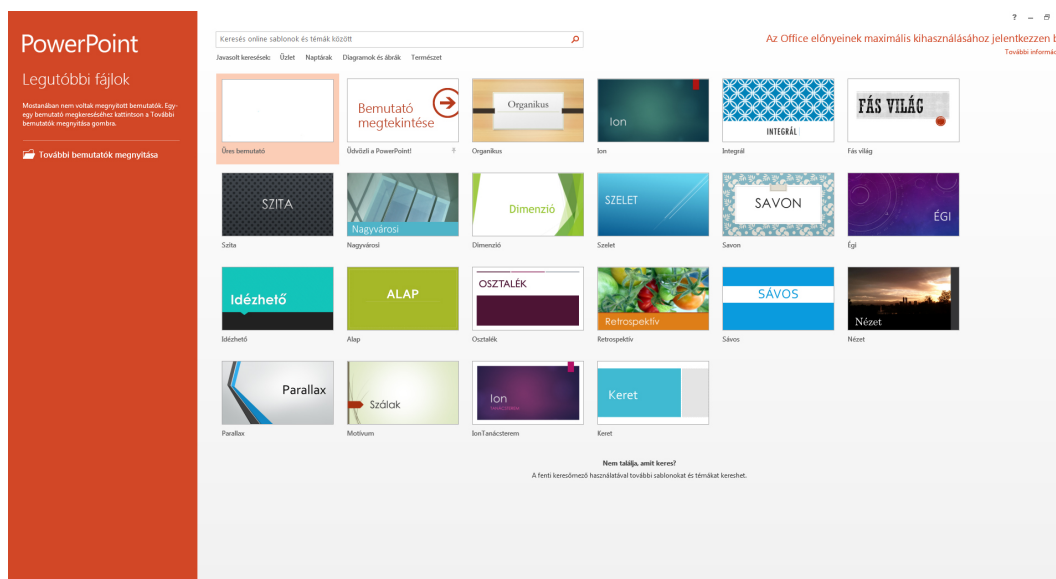 ?
PowerPoint
Keresés online sablonok és témák között
Az Office előnyeinek maximális kihasználásához jelentkezzen b
További informác
Javasolt keresések: Üzlet Naptárak Diagramok és ábrák Természet
Legutóbbi fájlok
Mostanában nem voltak megnyitott bemutatók. Egy-
egy bemutató megkereséséhez kattintson a További
bemutatók megnyitása gombra.
További bemutatók megnyitása
Bemutató
megtekintése
Organikus
Ion
INTEGRÁL
FÁS VILÁG
Üres bemutató
Üdvözli a PowerPoint!
Organikus
Ion
Integrál
Fás világ
SZITA
Nagyvárosi
Dimenzió
SZELET
SAVON
ÉGI
Szita
Nagyvárosi
Dimenzió
Szelet
Savon
Égi
Idézhető
ALAP
OSZTALÉK
Retrospektív
SÁVOS
Nézet
Idézhető
Alap
Osztalék
Retrospektív
Sávos
Nézet
Parallax
Szálak
Ion
TANÁCSTEREM
Keret
Parallax
Motívum
IonTanácsterem
Keret
Nem találja, amit keres?
A fenti keresőmező használatával további sablonokat és témákat kereshet.